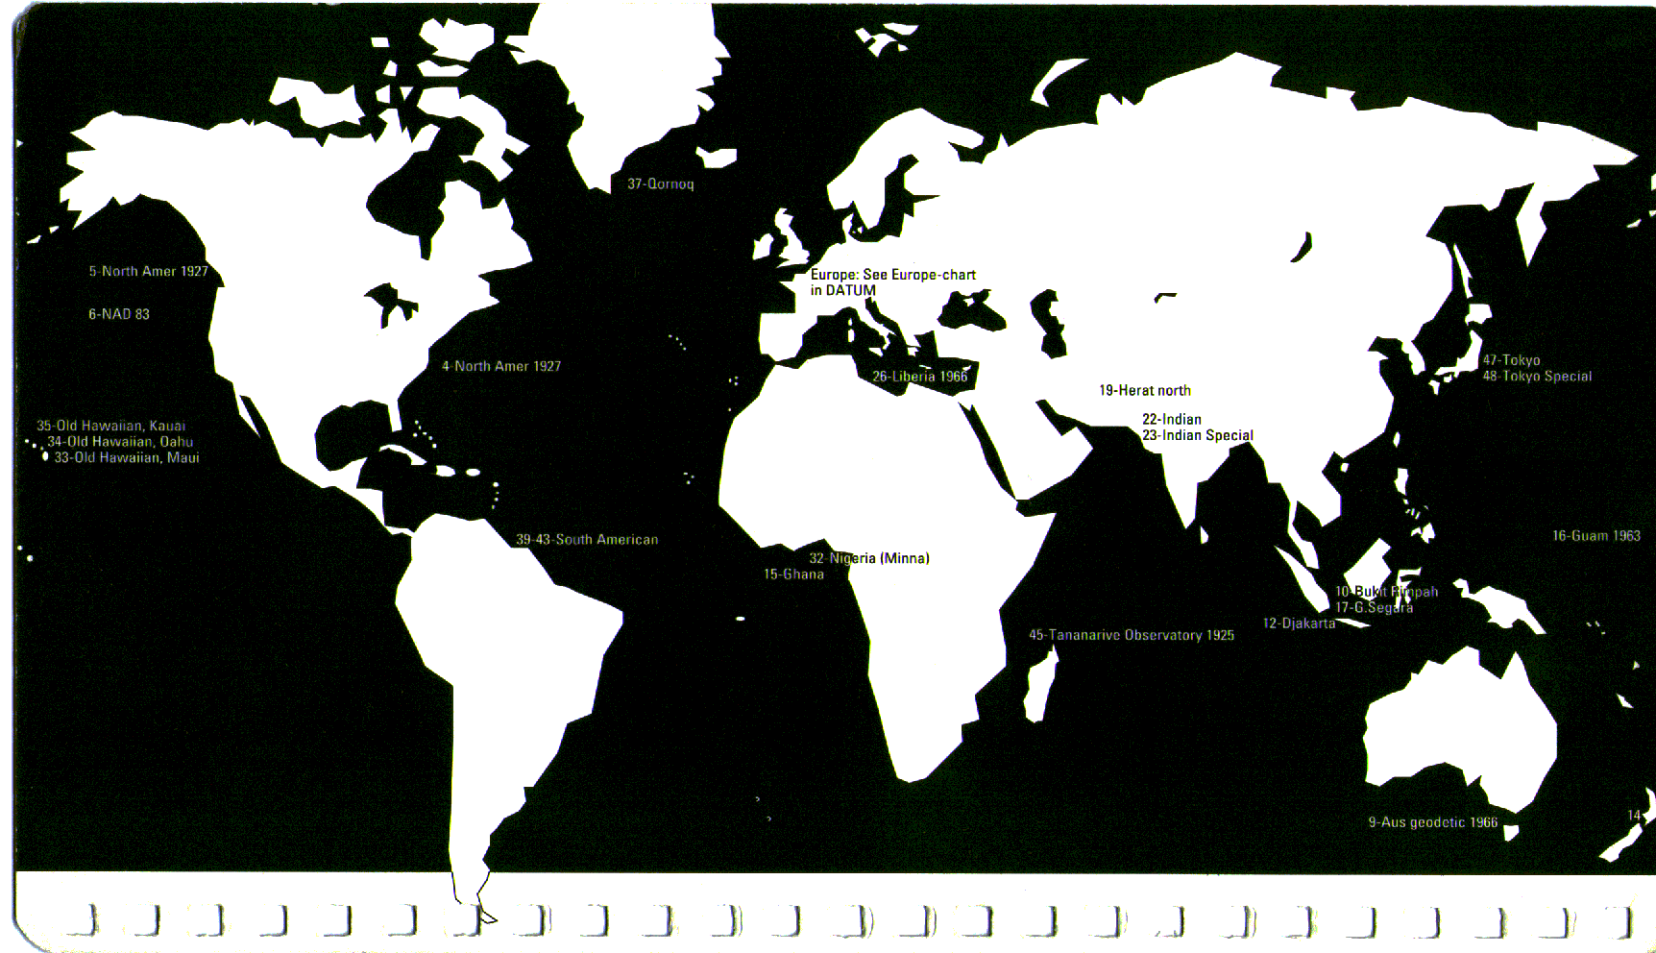 37-Qornoq
5-North Amer 1927
6-NAD 83
Europe: See Europe-chart
in DATUM
4-North Amer 1927
26-Liberia 1966
19-Herat north
22-Indian
23-Indian Special
47-Tokyo
48-Tokyo Special
35-Old Hawaiian, Kauai
34-Old Hawaiian, Oahu
33-Old Hawaiian, Maui
39-43-South American
32-Nigeria (Minna)
15-Ghana
16-Guam 1963
10-Bukit Rimpah
17-G.Segara
12-Djakarta
45-Tananarive Observatory 1925
9-Aus geodetic 1966
14-